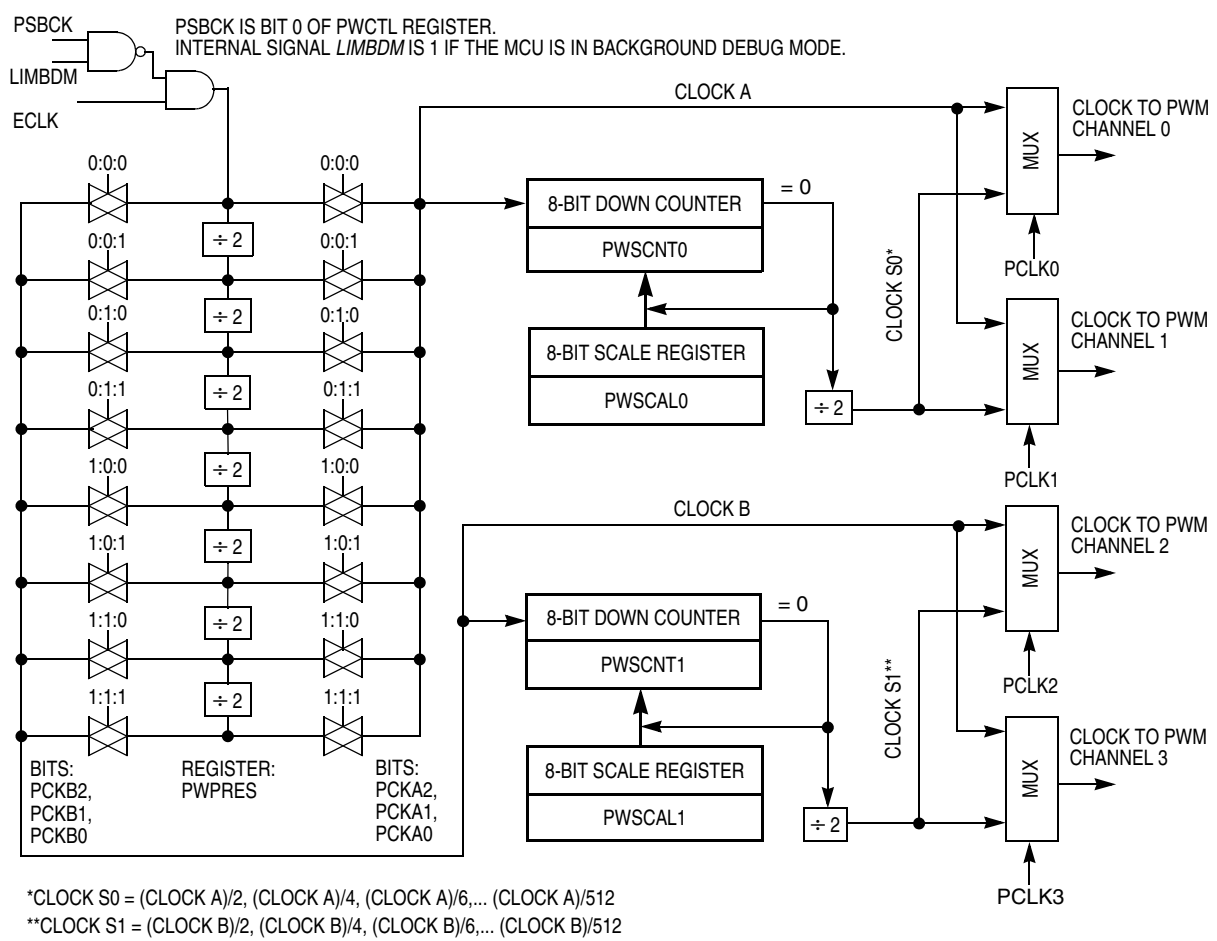 PSBCK
PSBCK IS BIT 0 OF PWCTL REGISTER.
INTERNAL SIGNAL LIMBDM IS 1 IF THE MCU IS IN BACKGROUND DEBUG MODE.
LIMBDM
ECLK
CLOCK A
CLOCK TO PWM
CHANNEL 0
MUX
PCLK0
0:0:0
0:0:0
÷ 2
0:0:1
0:0:1
÷ 2
0:1:0
0:1:0
÷ 2
0:1:1
0:1:1
÷ 2
1:0:0
1:0:0
÷ 2
1:0:1
1:0:1
÷ 2
1:1:0
1:1:0
÷ 2
1:1:1
1:1:1
BITS:
PCKB2,
PCKB1,
PCKB0
REGISTER:
PWPRES
BITS:
PCKA2,
PCKA1,
PCKA0
8-BIT DOWN COUNTER
= 0
PWSCNT0
8-BIT SCALE REGISTER
PWSCAL0
÷ 2
CLOCK S0*
CLOCK TO PWM
CHANNEL 1
MUX
PCLK1
CLOCK B
CLOCK TO PWM
CHANNEL 2
MUX
PCLK2
8-BIT DOWN COUNTER
= 0
PWSCNT1
8-BIT SCALE REGISTER
PWSCAL1
÷ 2
CLOCK S1**
CLOCK TO PWM
CHANNEL 3
MUX
PCLK3
*CLOCK S0 = (CLOCK A)/2, (CLOCK A)/4, (CLOCK A)/6,... (CLOCK A)/512
**CLOCK S1 = (CLOCK B)/2, (CLOCK B)/4, (CLOCK B)/6,... (CLOCK B)/512